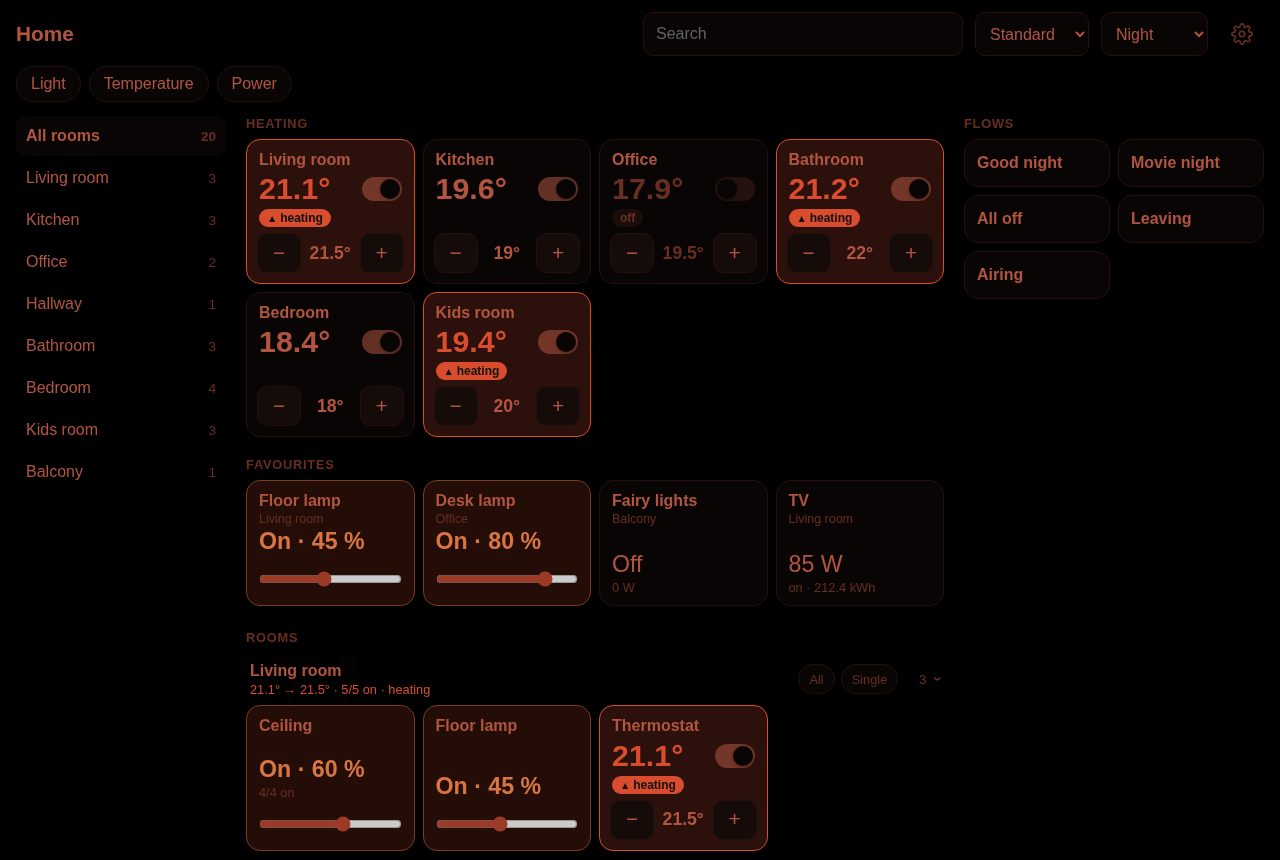 Home
Search
Standard
Night
Light
Temperature
Power
All rooms 20
Living room 3
Kitchen 3
Office 2
Hallway 1
Bathroom 3
Bedroom 4
Kids room 3
Balcony 1
HEATING
Living room
21.1°
▲ heating
− 21.5° +
Kitchen
19.6°
− 19° +
Office
17.9°
off
− 19.5° +
Bathroom
21.2°
▲ heating
− 22° +
Bedroom
18.4°
− 18° +
Kids room
19.4°
▲ heating
− 20° +
FAVOURITES
Floor lamp
Living room
On · 45 %
Desk lamp
Office
On · 80 %
Fairy lights
Balcony
Off
0 W
TV
Living room
85 W
on · 212.4 kWh
ROOMS
Living room
21.1° → 21.5° · 5/5 on · heating
All
Single
3
Ceiling
On · 60 %
4/4 on
Floor lamp
On · 45 %
Thermostat
21.1°
▲ heating
− 21.5° +
FLOWS
Good night
Movie night
All off
Leaving
Airing